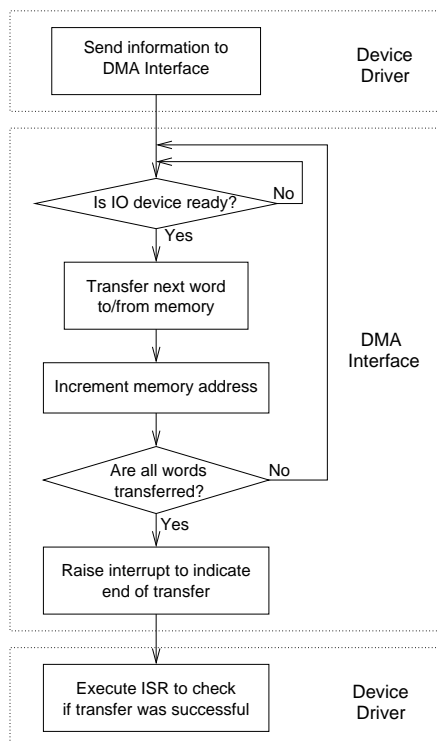 Send information to
DMA Interface
Device
Driver
Is IO device ready?
No
Yes
Transfer next word
to/from memory
DMA
Interface
Increment memory address
Are all words
transferred?
No
Yes
Raise interrupt to indicate
end of transfer
Execute ISR to check
if transfer was successful
Device
Driver